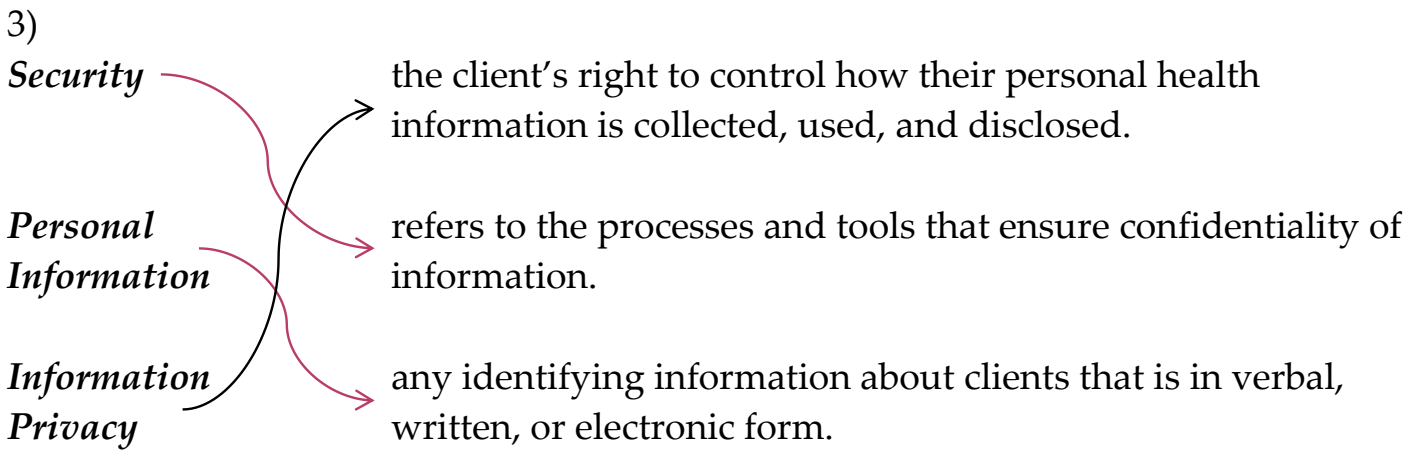 3)
Security
the client’s right to control how their personal health
information is collected, used, and disclosed.
Personal
Information
refers to the processes and tools that ensure confidentiality of
information.
Information
Privacy
any identifying information about clients that is in verbal,
written, or electronic form.